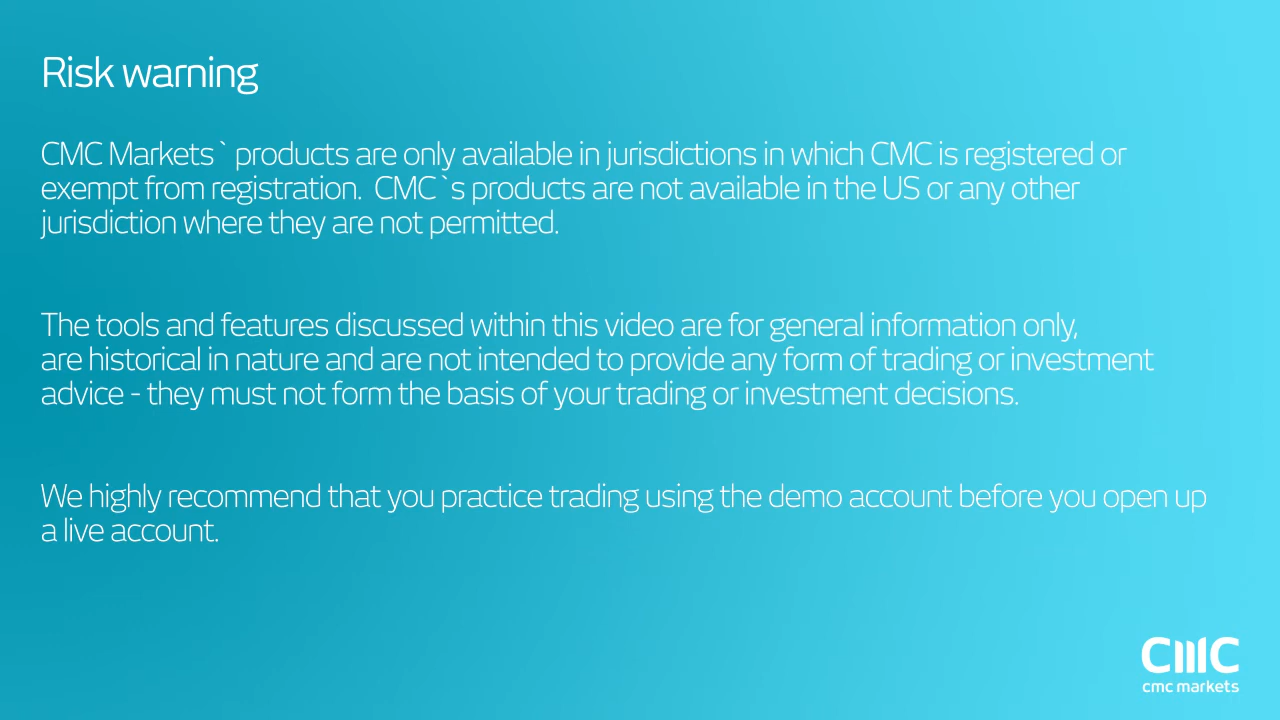 Risk warning
CMC Markets` products are only available in jurisdictions in which CMC is registered or
exempt from registration.  CMC`s products are not available in the US or any other
jurisdiction where they are not permitted.
The tools and features discussed within this video are for general information only,
are historical in nature and are not intended to provide any form of trading or investment
advice - they must not form the basis of your trading or investment decisions.
We highly recommend that you practice trading using the demo account before you open up
a live account.
CMC
cmc markets